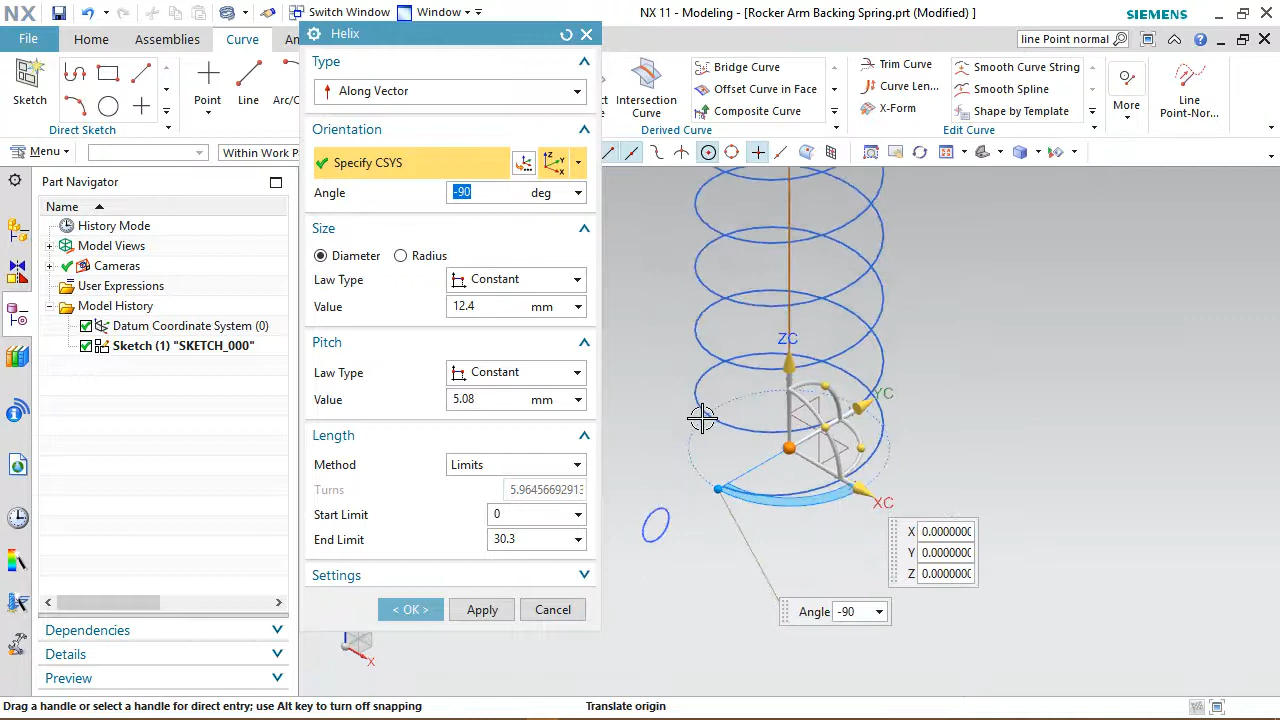 NX
Switch Window
Window
NX 11 - Modeling - [Rocker Arm Backing Spring.prt (Modified) ]
SIEMENS
File
Home
Assemblies
Curve
Helix
line Point normal
Sketch
Direct Sketch
Point
Line
Arc/C
Intersection
Curve
Bridge Curve
Offset Curve in Face
Composite Curve
Derived Curve
Trim Curve
Curve Len...
X-Form
Smooth Curve String
Smooth Spline
Shape by Template
Edit Curve
More
Line
Point-Nor...
Menu
Within Work P
Part Navigator
Name
History Mode
Model Views
Cameras
User Expressions
Model History
Datum Coordinate System (0)
Sketch (1) "SKETCH_000"
Dependencies
Details
Preview
Type
Along Vector
Orientation
Specify CSYS
Angle
-90
deg
Size
Diameter
Radius
Law Type
Constant
Value
12.4
mm
Pitch
Law Type
Constant
Value
5.08
mm
Length
Method
Limits
Turns
5.96456692913
Start Limit
0
End Limit
30.3
Settings
< OK >
Apply
Cancel
ZC
YC
XC
X 0.0000000
Y 0.0000000
Z 0.0000000
Angle -90
X
Drag a handle or select a handle for direct entry; use Alt key to turn off snapping
Translate origin